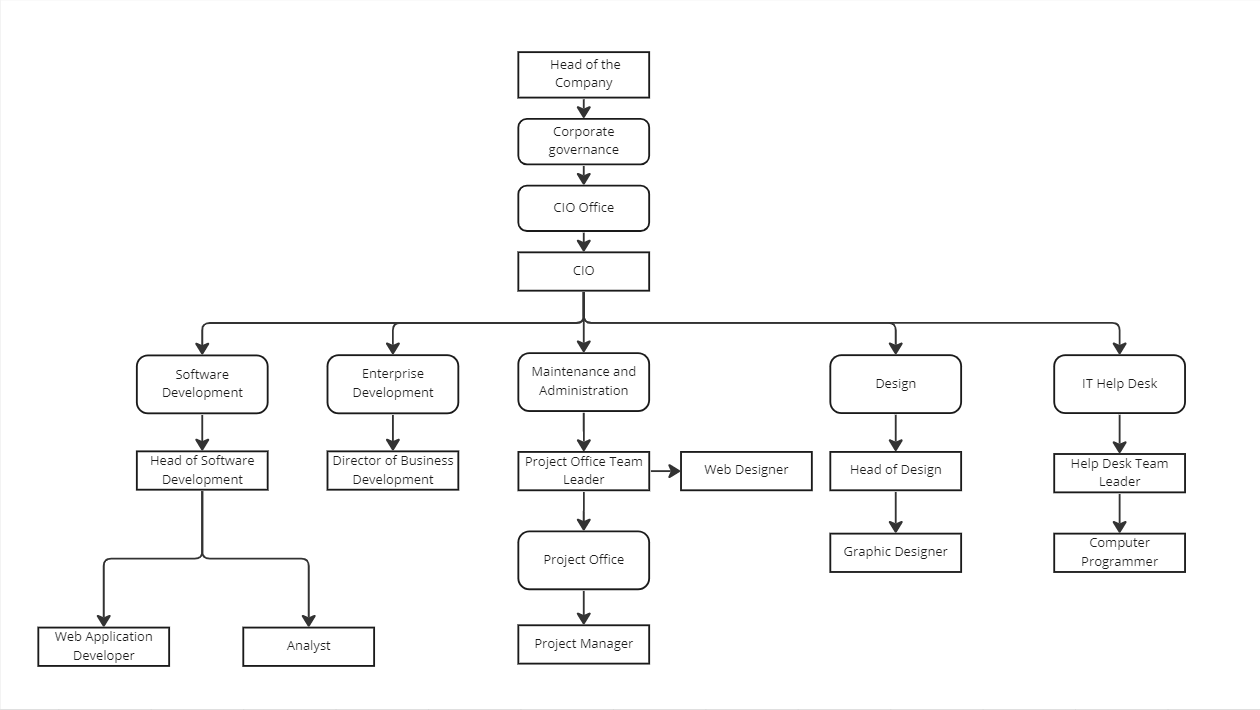 Head of the
Company
Corporate
governance
CIO Office
CIO
Software
Development
Enterprise
Development
Maintenance and
Administration
Design
IT Help Desk
Head of Software
Development
Director of Business
Development
Project Office Team
Leader
Web Designer
Head of Design
Help Desk Team
Leader
Project Office
Graphic Designer
Computer
Programmer
Web Application
Developer
Analyst
Project Manager